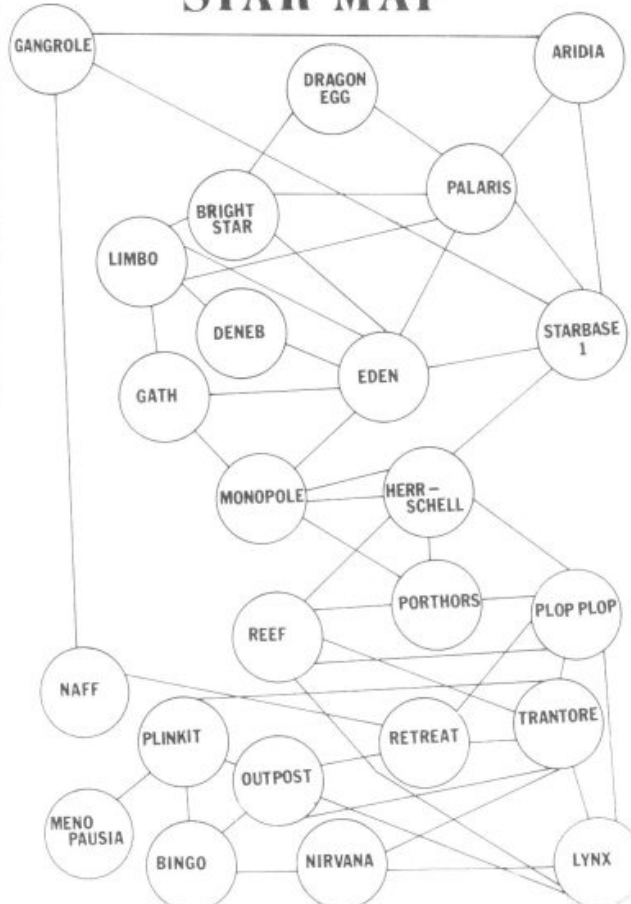 STAR MAP
GANGROLE
ARIDIA
DRAGON
EGG
PALARIS
BRIGHT
STAR
LIMBO
DENEB
STARBASE
1
EDEN
GATH
MONOPOLE
HERR-
SCHELL
PORTHORS
PLOP PLOP
REEF
NAFF
TRANTORE
PLINKIT
RETREAT
OUTPOST
MENO
PAUSIA
BINGO
NIRVANA
LYNX